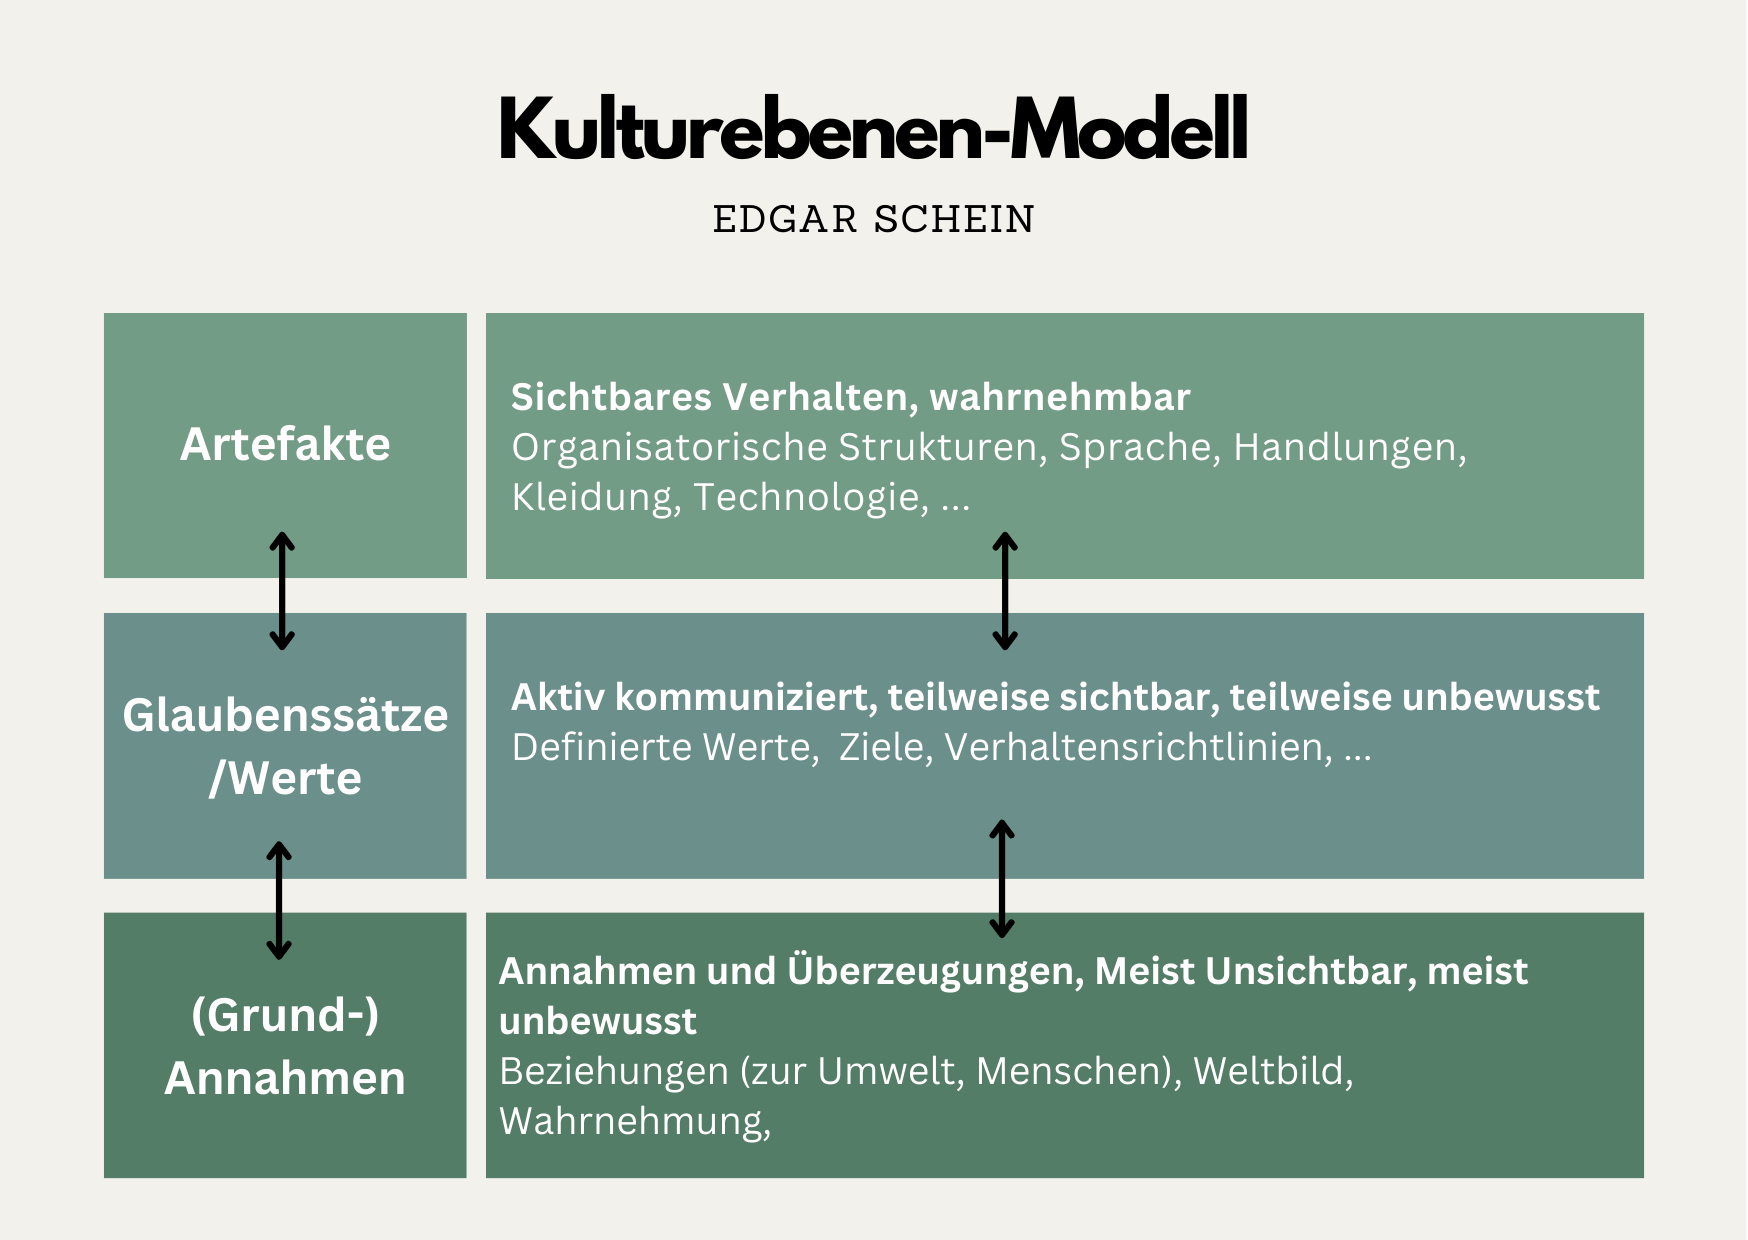 Kulturebenen-Modell
EDGAR SCHEIN
Artefakte
Sichtbares Verhalten, wahrnehmbar
Organisatorische Strukturen, Sprache, Handlungen,
Kleidung, Technologie, ...
Glaubenssätze
/Werte
Aktiv kommuniziert, teilweise sichtbar, teilweise unbewusst
Definierte Werte,  Ziele, Verhaltensrichtlinien, ...
(Grund-)
Annahmen
Annahmen und Überzeugungen, Meist Unsichtbar, meist
unbewusst
Beziehungen (zur Umwelt, Menschen), Weltbild,
Wahrnehmung,